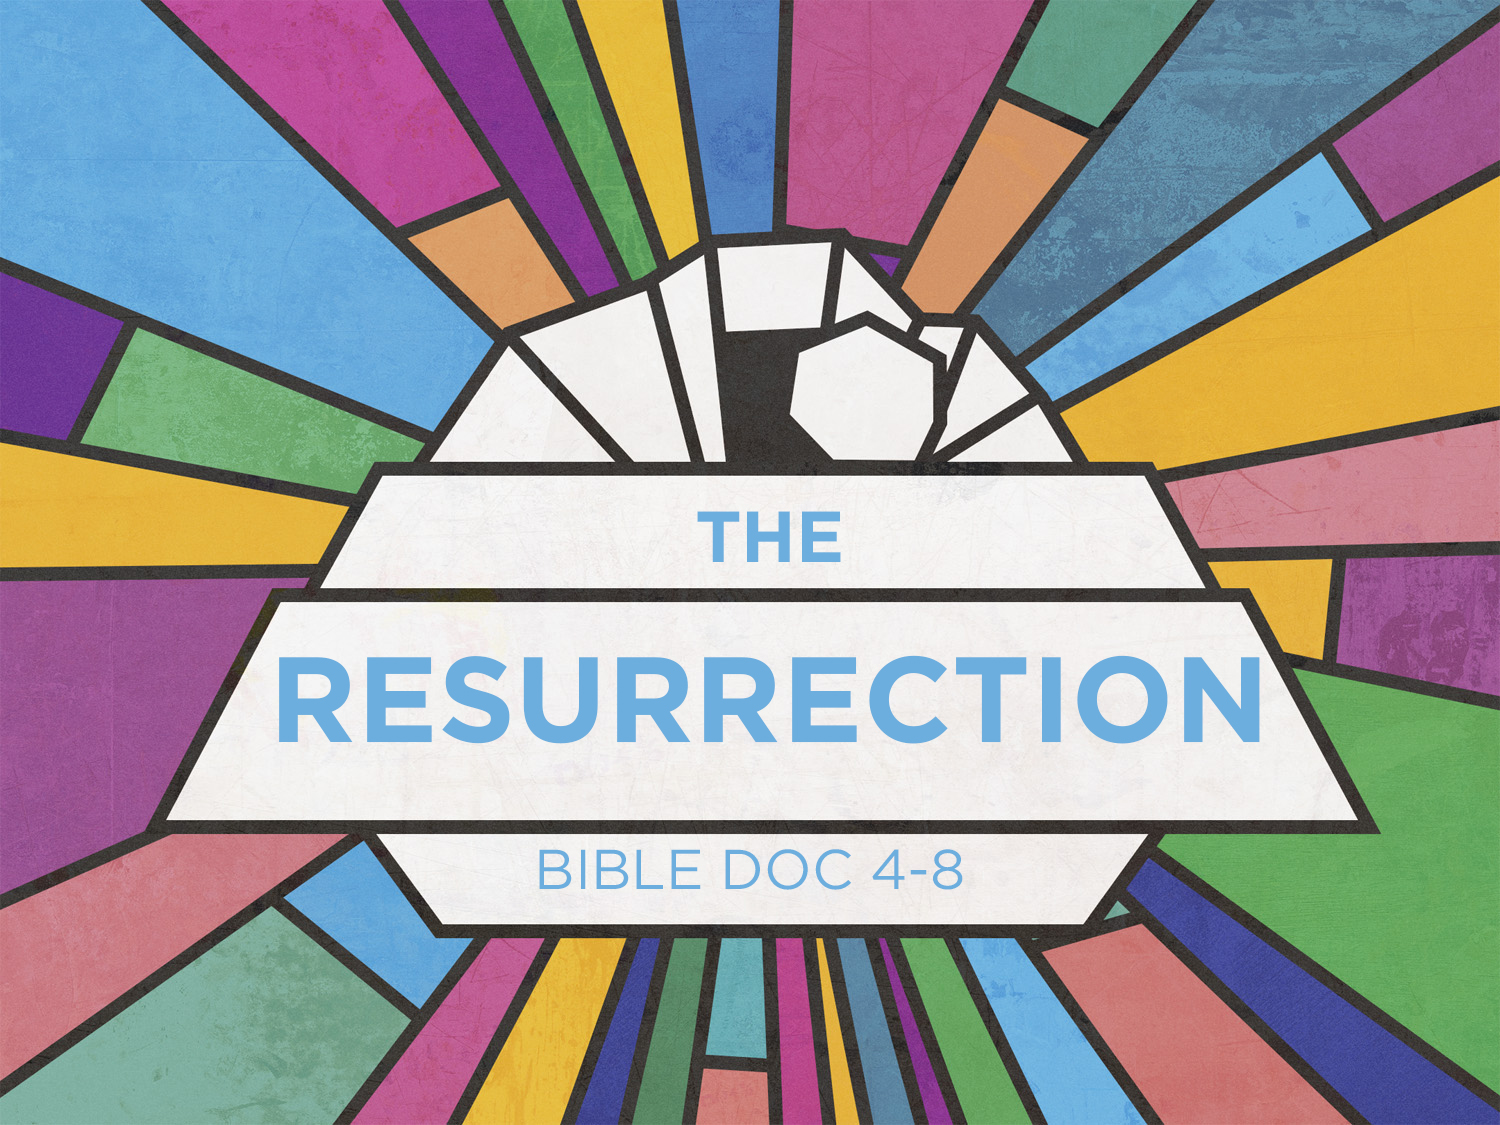 THE
RESURRECTION
BIBLE DOC 4-8